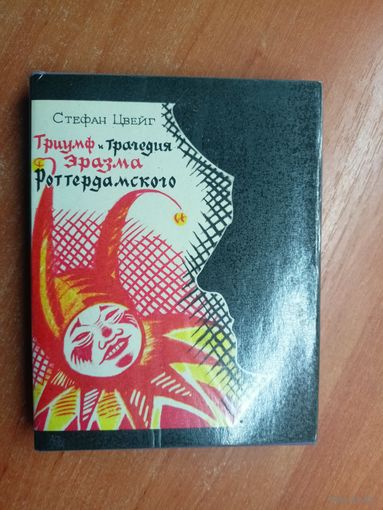 Стефан Цвейг
Триумф и трагедия
Эразма
Роттердамского